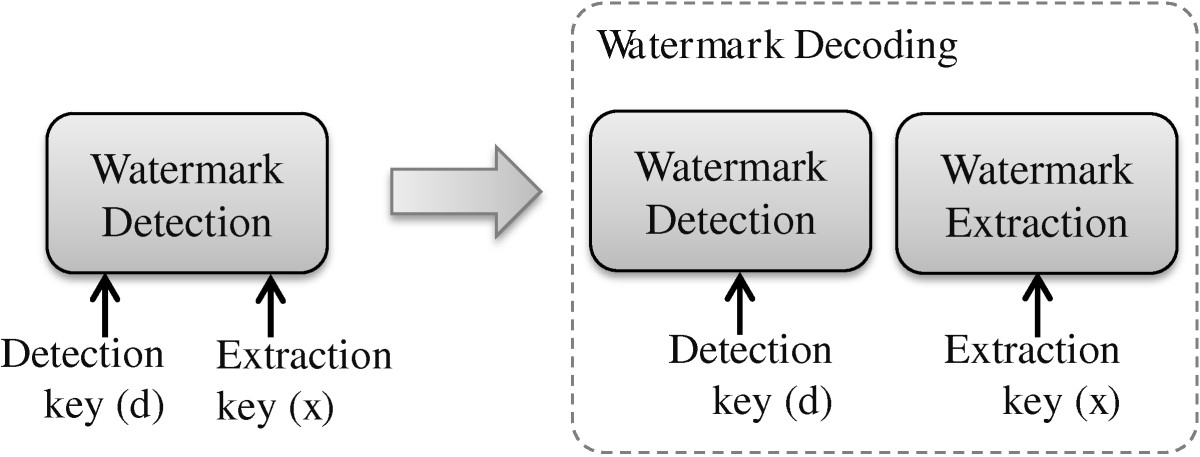 Watermark Decoding
Watermark
Detection
Detection
key (d)
Extraction
key (x)
Watermark
Detection
Detection
key (d)
Watermark
Extraction
Extraction
key (x)